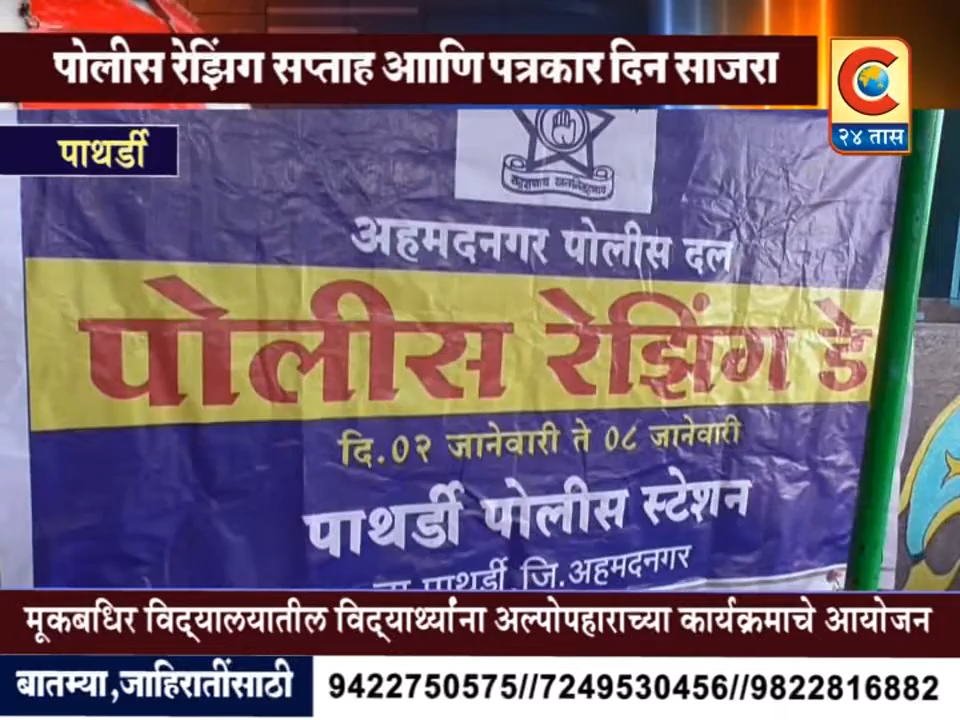 पोलीस रेझिंग सप्ताह आाणि पत्रकार दिन साजरा
C
२४ तास
पाथर्डी
अहमदनगर पोलीस दल
पोलीस रेझिंग डे
दि.०२ जानेवारी ते ०८ जानेवारी
पाथर्डी पोलीस स्टेशन
पाथर्डी, जि.अहमदनगर
मूकबधिर विद्यालयातील विद्यार्थ्यांना अल्पोपहाराच्या कार्यक्रमाचे आयोजन
बातम्या,जाहिरातींसाठी
9422750575//7249530456//9822816882